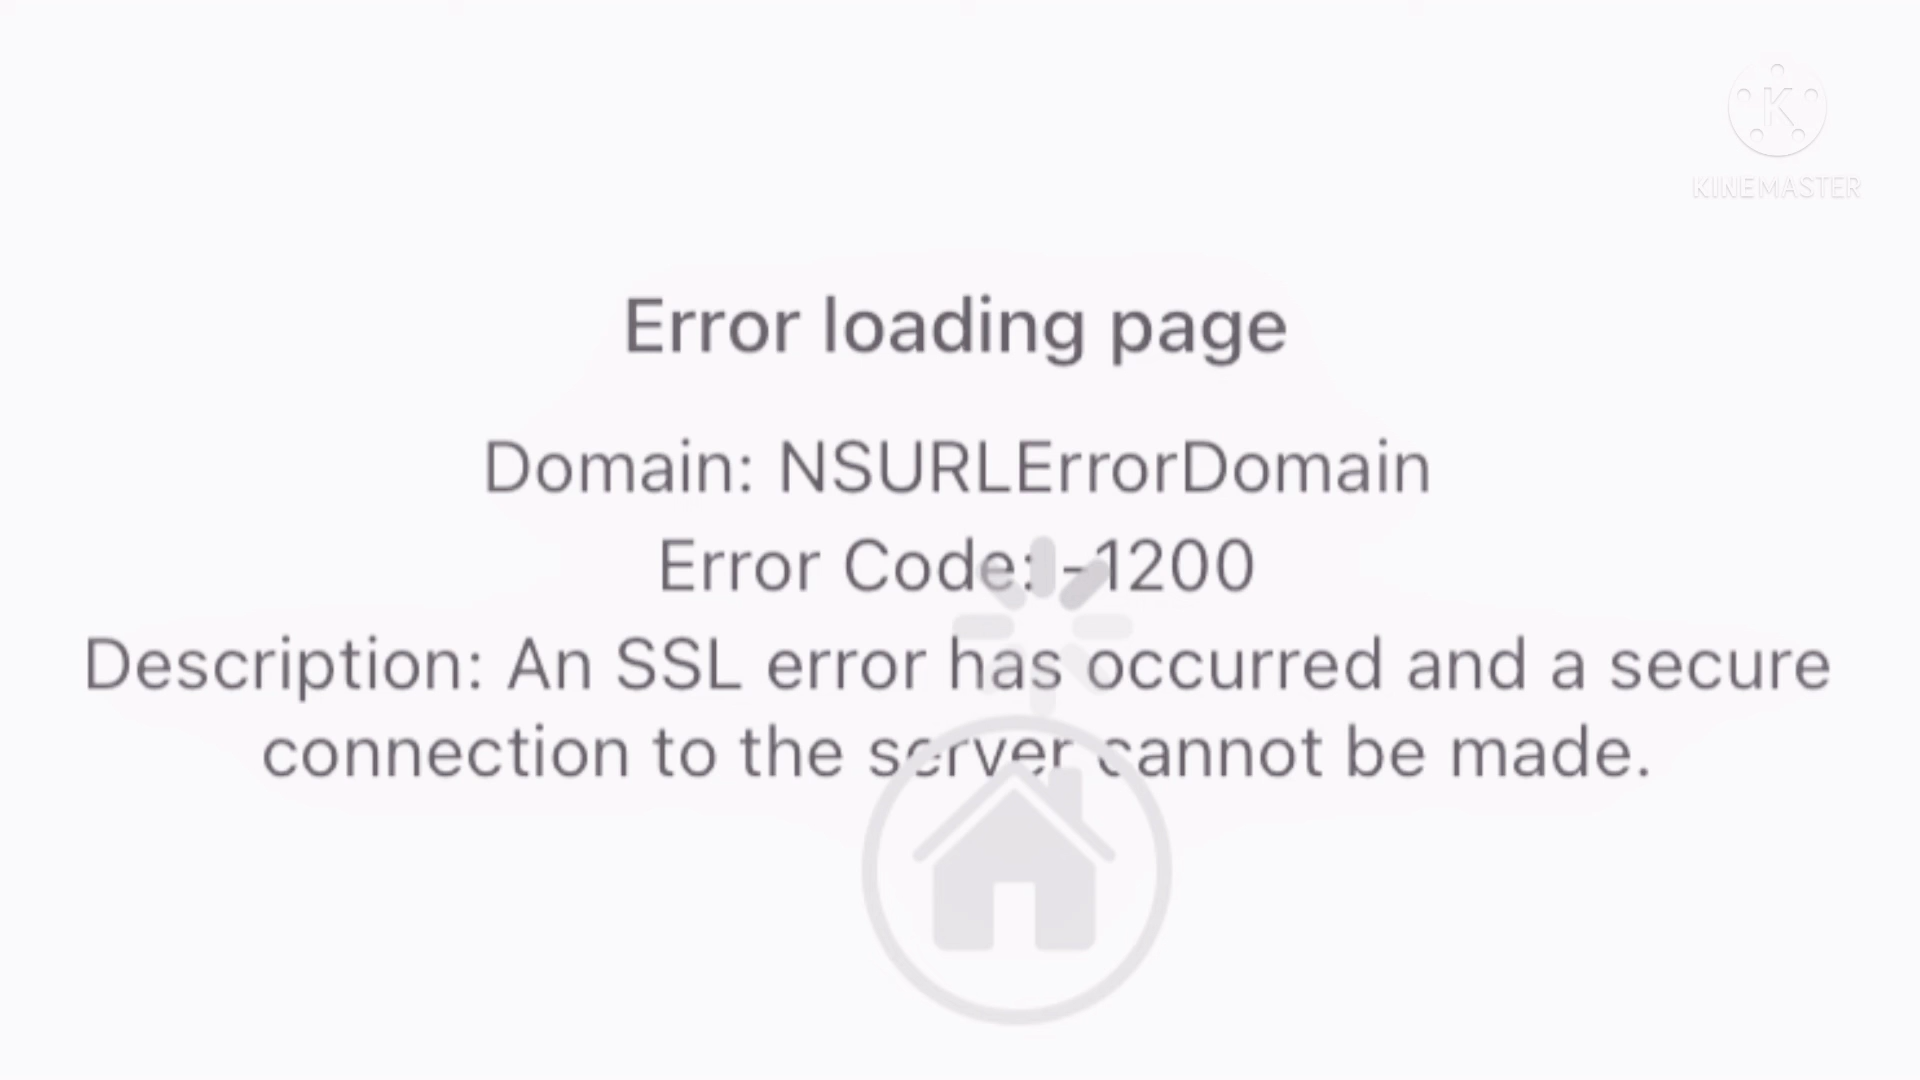 K
KINEMASTER
Error loading page
Domain: NSURLErrorDomain
Error Code: -1200
Description: An SSL error has occurred and a secure
connection to the server cannot be made.